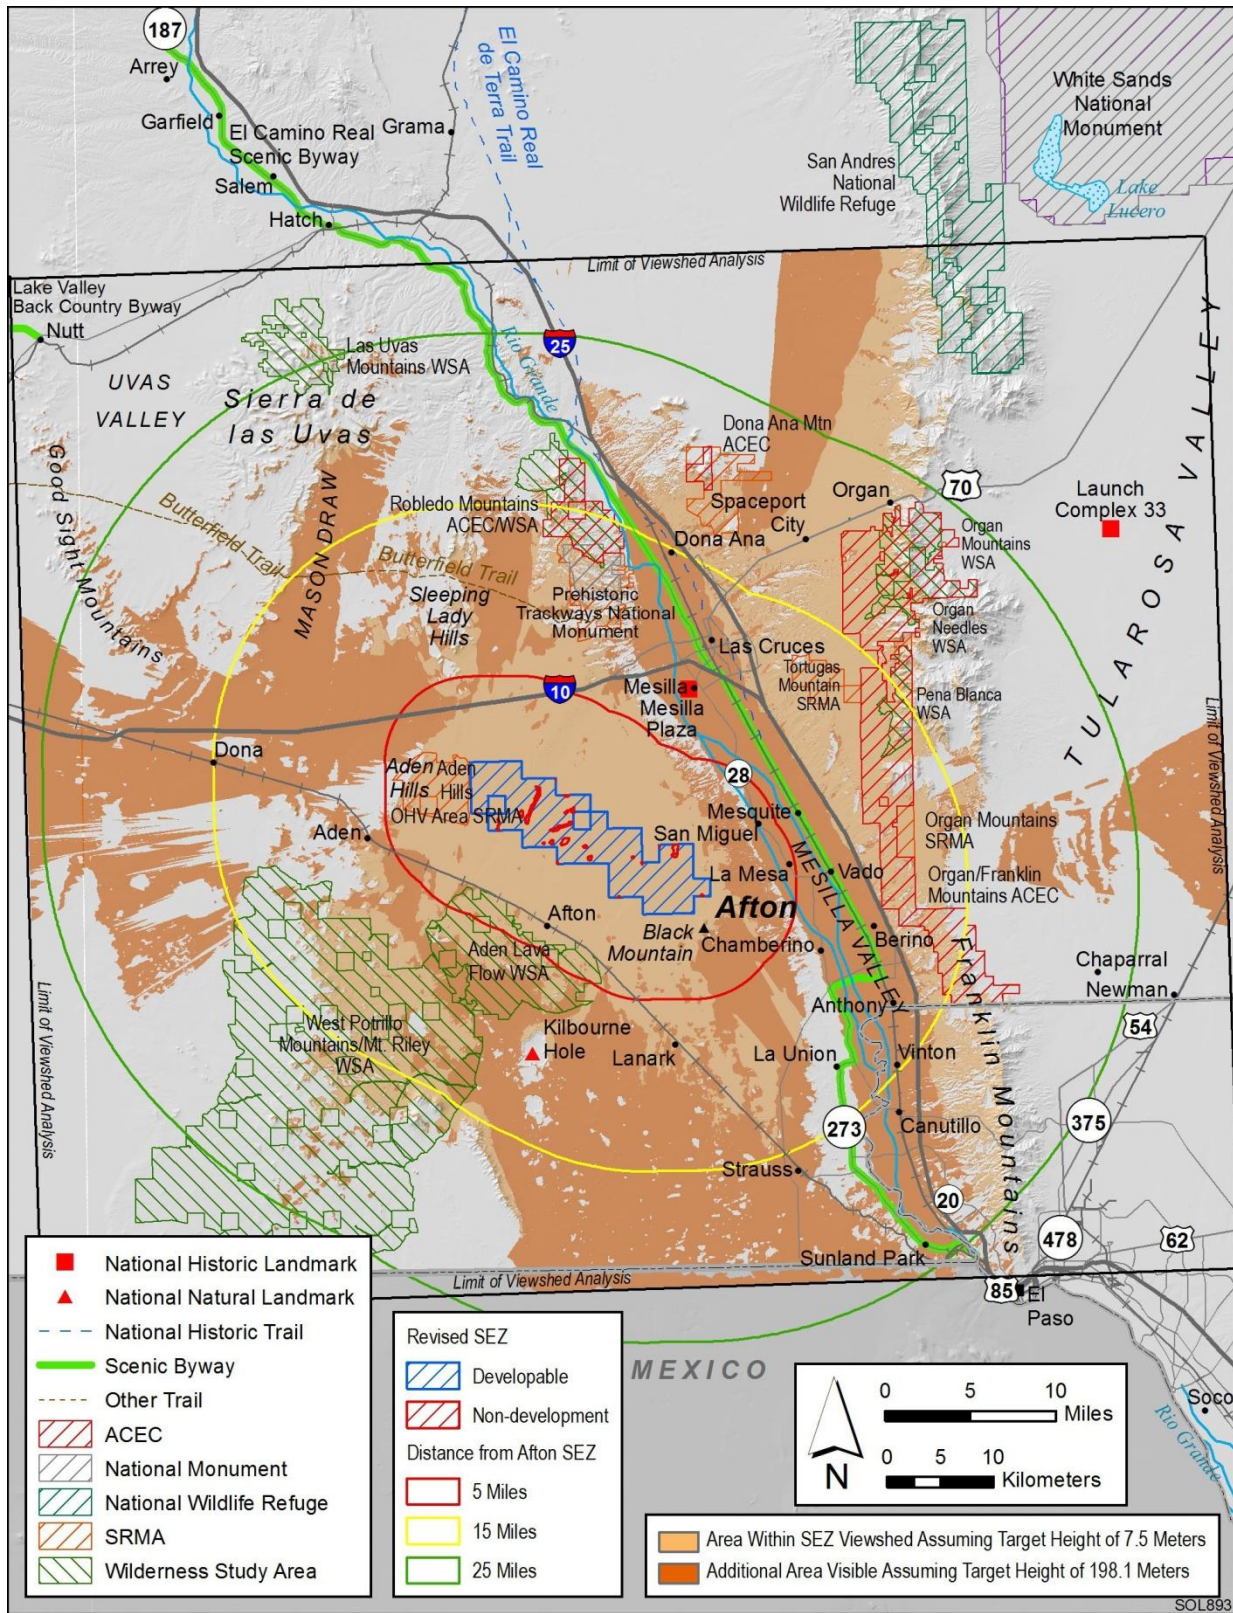 187
Arrey
Garfield
El Camino Real
Scenic Byway
Salem
Hatch
Grama
El Camino Real
de Terra Trail
San Andres
National
Wildlife Refuge
White Sands
National
Monument
Lake
Lucero
Limit of Viewshed Analysis
Lake Valley
Back Country Byway
Nutt
UVAS
VALLEY
Las Uvas
Mountains WSA
Sierra de
las Uvas
25
Rio Grande
Good Sight Mountains
MASON DRAW
Butterfield Trail
Butterfield Trail
Robledo Mountains
ACEC/WSA
Sleeping
Lady
Hills
Prehistoric
Trackways National
Monument
Dona Ana Mtn
ACEC
Spaceport
City
Dona Ana
Organ
70
Launch
Complex 33
TULAROSA VALLEY
Organ
Mountains
WSA
Organ
Needles
WSA
Las Cruces
Tortugas
Mountain
SRMA
Pena Blanca
WSA
10
Mesilla
Mesilla
Plaza
Limit of Viewshed Analysis
Dona
Aden
Hills
Aden
Hills
OHV Area SRMA
Aden
28
Mesquite
San Miguel
La Mesa
Vado
MESILLA VALLEY
Organ Mountains
SRMA
Organ/Franklin
Mountains ACEC
Afton
Afton
Black
Mountain
Chamberino
Berino
Aden Lava
Flow WSA
Franklin Mountains
Chaparral
Newman
54
Anthony
Limit of Viewshed Analysis
West Potrillo
Mountains/Mt. Riley
WSA
Kilbourne
Hole
Lanark
La Union
Vinton
273
Canutillo
375
Strauss
20
478
62
Sunland Park
85
El
Paso
Limit of Viewshed Analysis
MEXICO
Soco
Rio Grande
National Historic Landmark
National Natural Landmark
National Historic Trail
Scenic Byway
Other Trail
ACEC
National Monument
National Wildlife Refuge
SRMA
Wilderness Study Area
Revised SEZ
Developable
Non-development
Distance from Afton SEZ
5 Miles
15 Miles
25 Miles
N
0 5 10
Miles
0 5 10
Kilometers
Area Within SEZ Viewshed Assuming Target Height of 7.5 Meters
Additional Area Visible Assuming Target Height of 198.1 Meters
SOL893